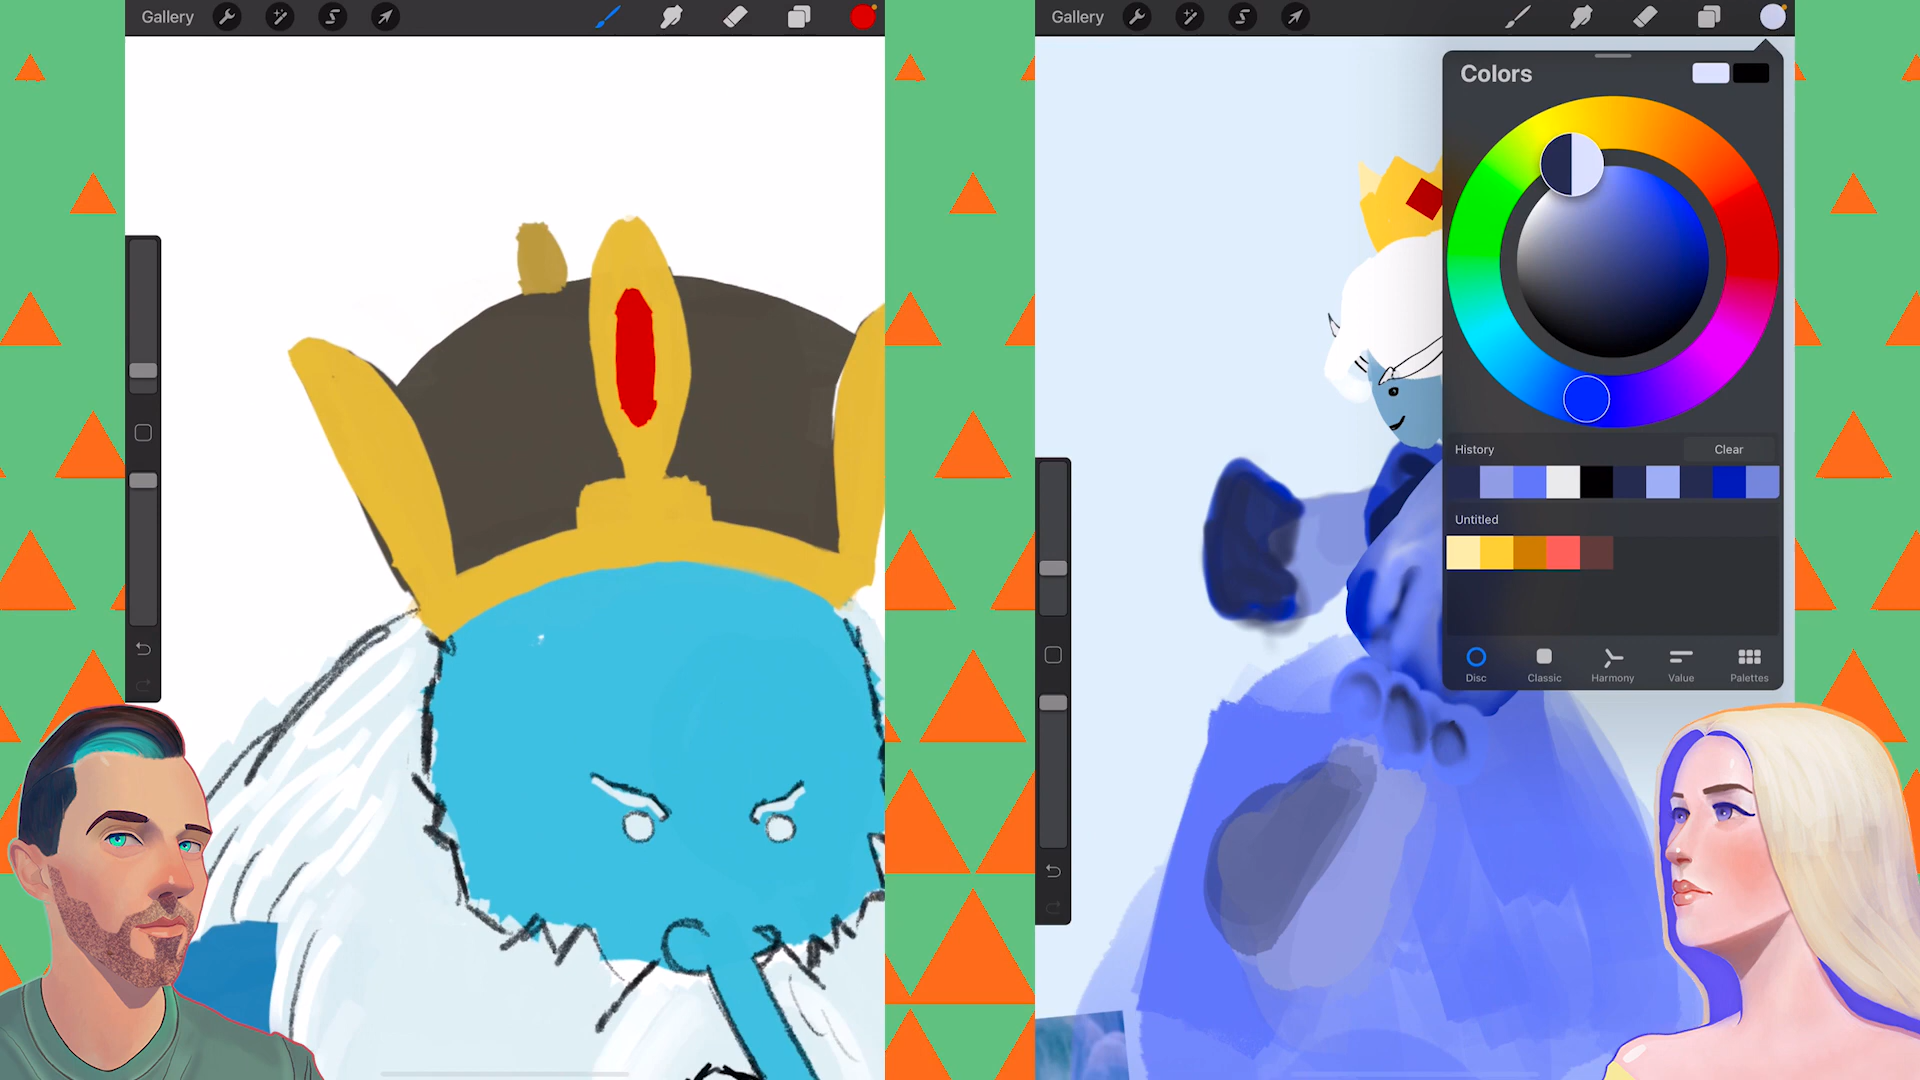 Gallery
Gallery
Colors
History Clear
Untitled
Disc Classic Harmony Value Palettes